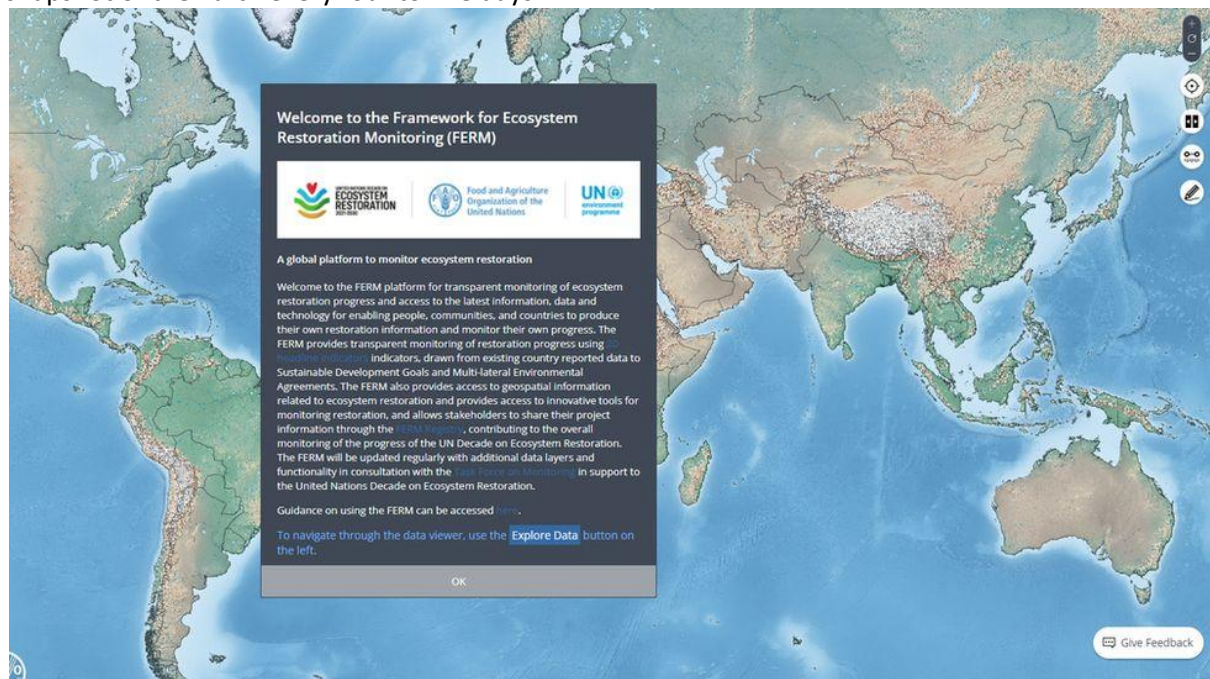 Welcome to the Framework for Ecosystem
Restoration Monitoring (FERM)
UNITED NATIONS DECADE ON
ECOSYSTEM
RESTORATION
2021-2030
Food and Agriculture
Organization of the
United Nations
UN
environment
programme
A global platform to monitor ecosystem restoration
Welcome to the FERM platform for transparent monitoring of ecosystem
restoration progress and access to the latest information, data and
technology for enabling people, communities, and countries to produce
their own restoration information and monitor their own progress. The
FERM provides transparent monitoring of restoration progress using 20
headline indicators indicators, drawn from existing country reported data to
Sustainable Development Goals and Multi-lateral Environmental
Agreements. The FERM also provides access to geospatial information
related to ecosystem restoration and provides access to innovative tools for
monitoring restoration, and allows stakeholders to share their project
information through the FERM Registry, contributing to the overall
monitoring of the progress of the UN Decade on Ecosystem Restoration.
The FERM will be updated regularly with additional data layers and
functionality in consultation with the Task Force on Monitoring in support to
the United Nations Decade on Ecosystem Restoration.
Guidance on using the FERM can be accessed here.
To navigate through the data viewer, use the Explore Data button on
the left.
OK
Give Feedback